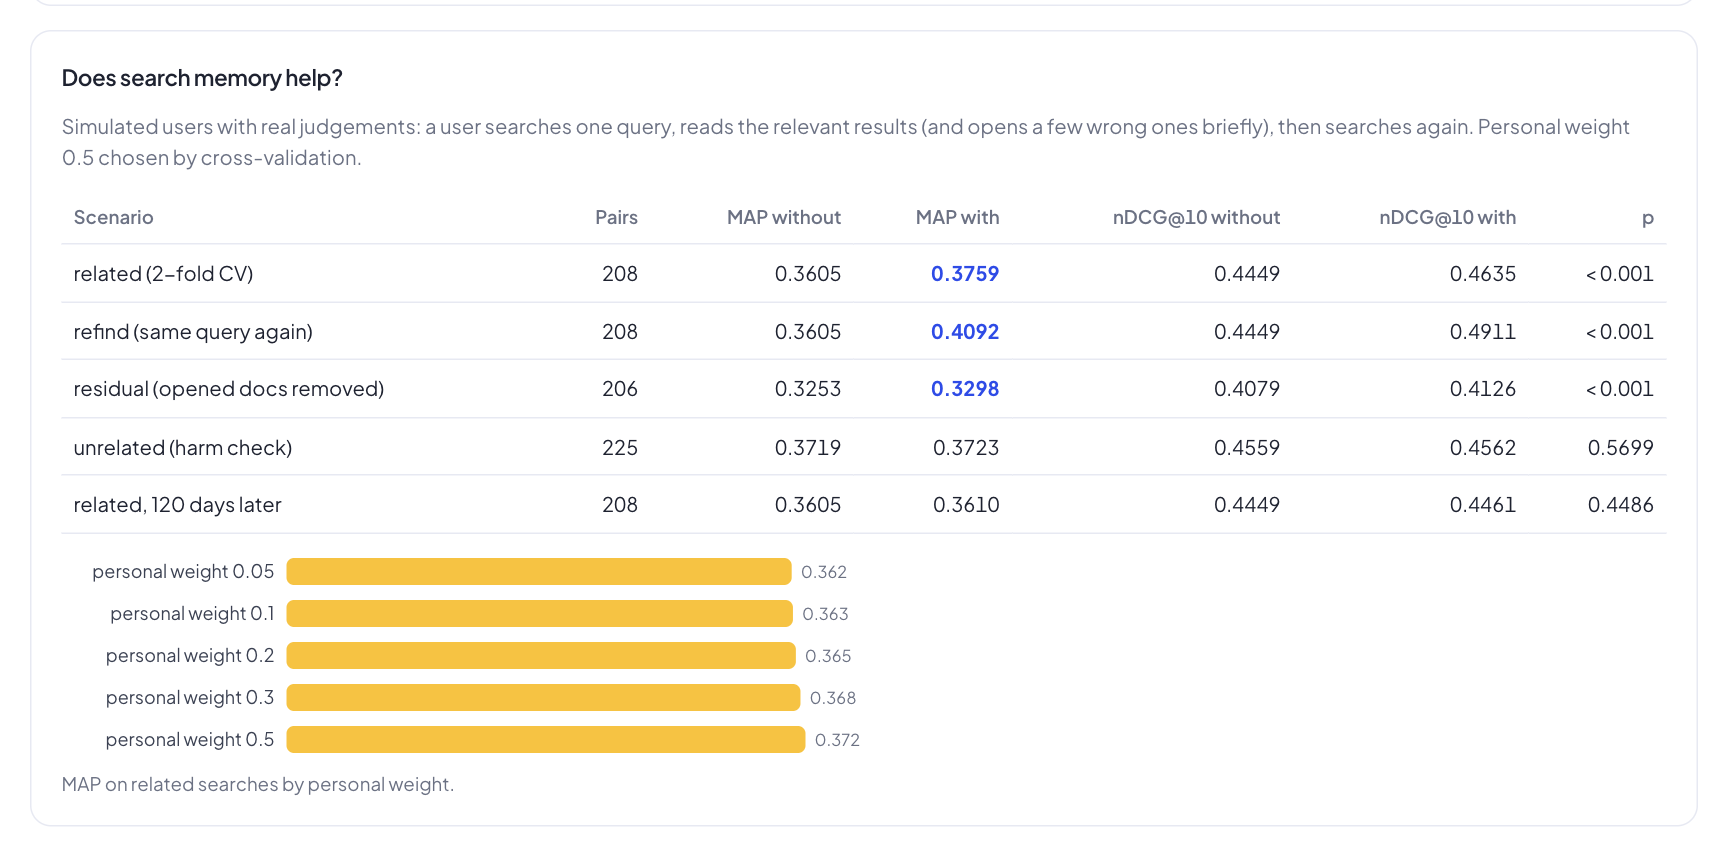 Does search memory help?
Simulated users with real judgements: a user searches one query, reads the relevant results (and opens a few wrong ones briefly), then searches again. Personal weight
0.5 chosen by cross-validation.
Scenario Pairs MAP without MAP with nDCG@10 without nDCG@10 with p
related (2-fold CV) 208 0.3605 0.3759 0.4449 0.4635 <0.001
refind (same query again) 208 0.3605 0.4092 0.4449 0.4911 <0.001
residual (opened docs removed) 206 0.3253 0.3298 0.4079 0.4126 <0.001
unrelated (harm check) 225 0.3719 0.3723 0.4559 0.4562 0.5699
related, 120 days later 208 0.3605 0.3610 0.4449 0.4461 0.4486
personal weight 0.05 0.362
personal weight 0.1 0.363
personal weight 0.2 0.365
personal weight 0.3 0.368
personal weight 0.5 0.372
MAP on related searches by personal weight.